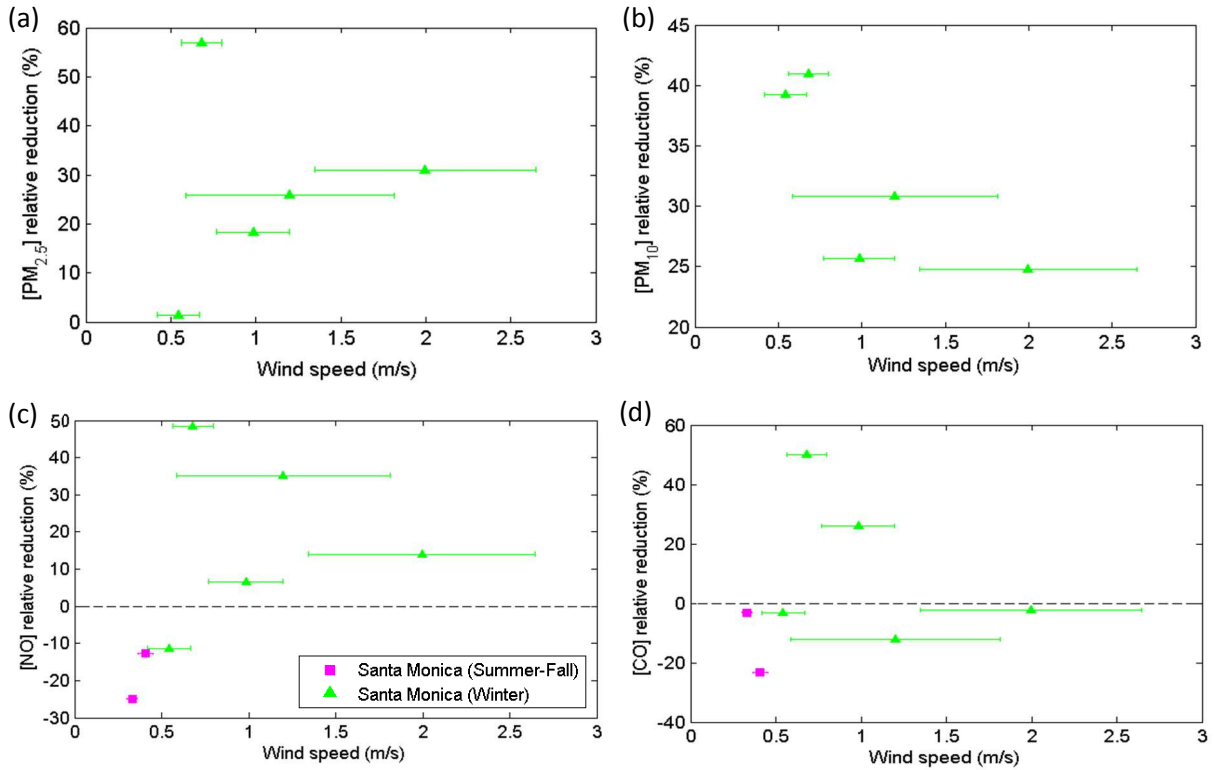 (a)
60
50
40
30
20
10
0
[PM2.5] relative reduction (%)
0 0.5 1 1.5 2 2.5 3
Wind speed (m/s)
(b)
45
40
35
30
25
20
[PM10] relative reduction (%)
0 0.5 1 1.5 2 2.5 3
Wind speed (m/s)
(c)
50
40
30
20
10
0
-10
-20
-30
[NO] relative reduction (%)
Santa Monica (Summer-Fall)
Santa Monica (Winter)
0 0.5 1 1.5 2 2.5 3
Wind speed (m/s)
(d)
60
40
20
0
-20
-40
[CO] relative reduction (%)
0 0.5 1 1.5 2 2.5 3
Wind speed (m/s)